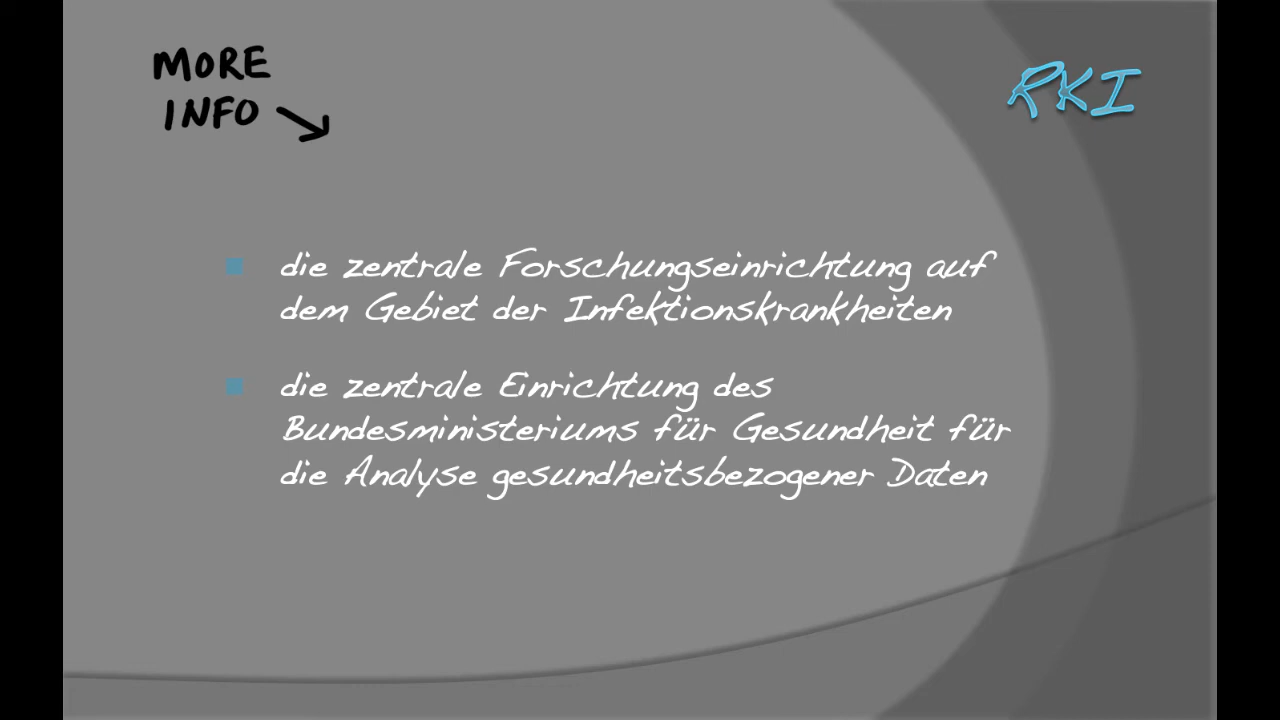 MORE
INFO
RKI
die zentrale Forschungseinrichtung auf
dem Gebiet der Infektionskrankheiten
die zentrale Einrichtung des
Bundesministeriums für Gesundheit für
die Analyse gesundheitsbezogener Daten